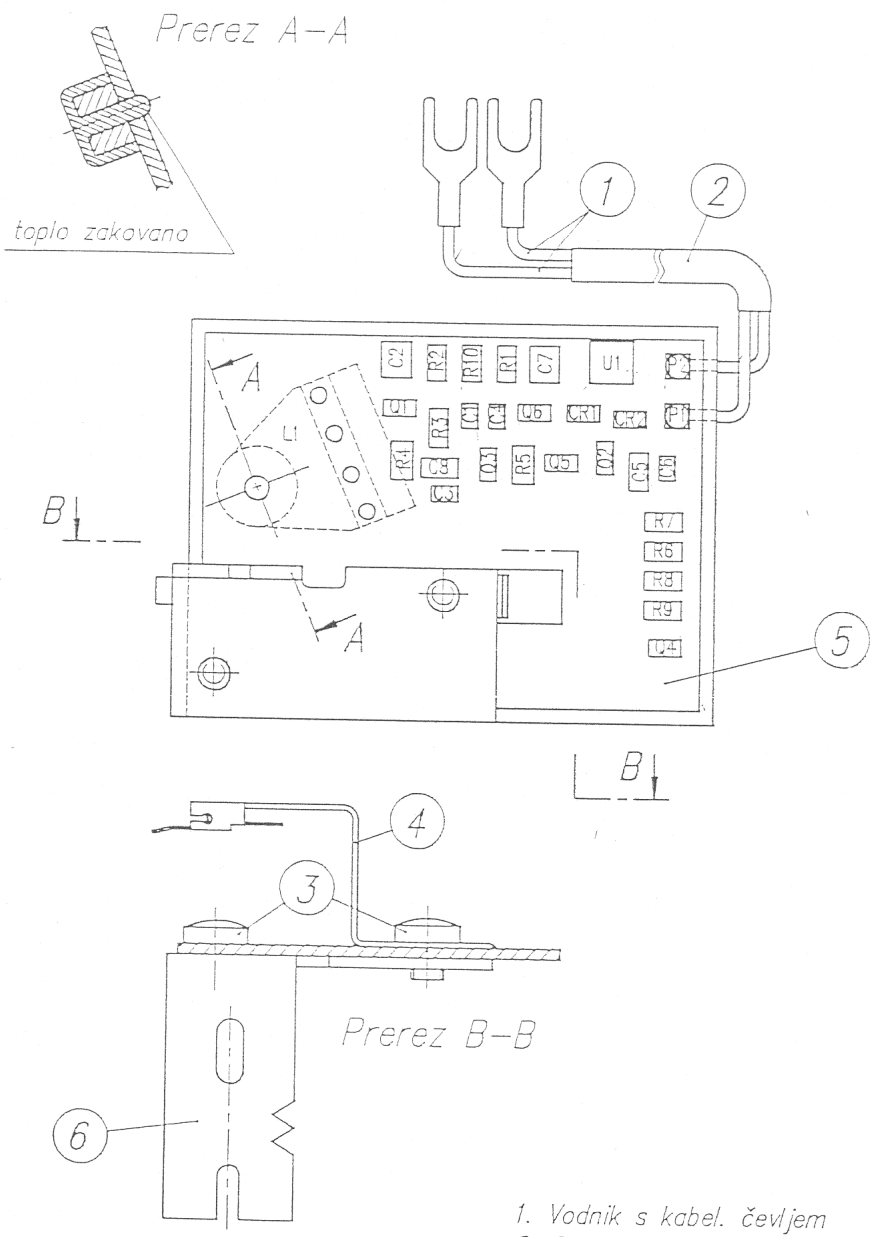 Prerez A-A
toplo zakovano
1
2
C2
R2
R10
R1
C7
U1
P2
A
Q1
R3
C1
C4
Q6
CR1
CR2
P1
L1
R4
C8
Q3
R5
Q5
Q2
C5
C6
C3
B
R7
R6
R8
R9
Q4
A
5
B
4
3
Prerez B-B
6
1. Vodnik s kabel. čevljem